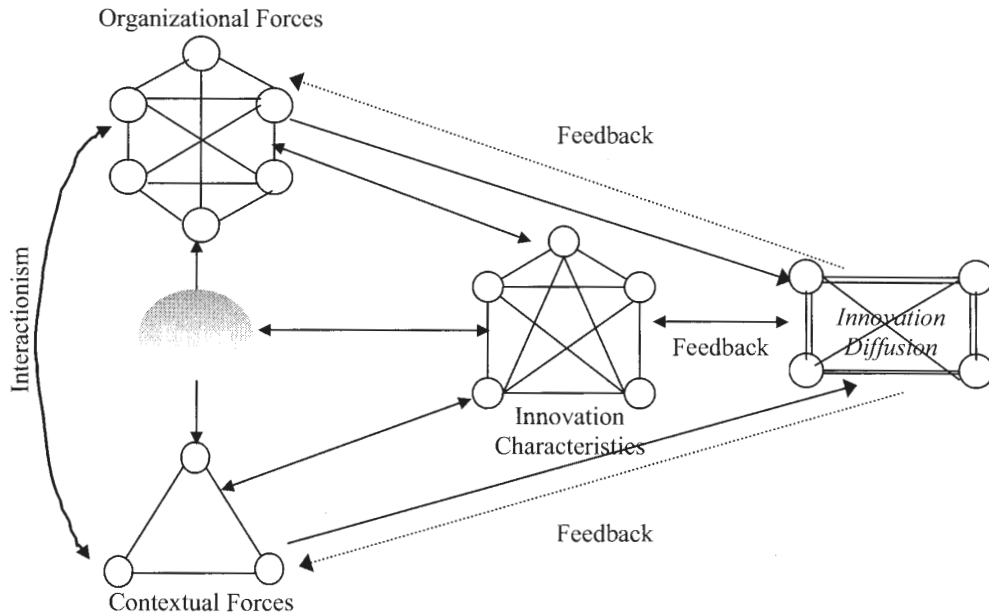 Organizational Forces
Feedback
Interactionism
Innovation
Diffusion
Feedback
Innovation
Characteristics
Feedback
Contextual Forces